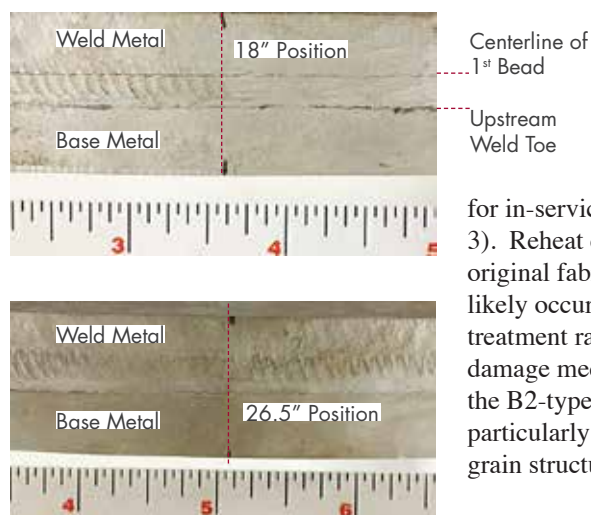 Weld Metal
18" Position
Base Metal
3 4 5
Centerline of
1st Bead
Upstream
Weld Toe
Weld Metal
Base Metal
26.5" Position
4 5 6
for in-servic
3). Reheat
original fab
likely occur
treatment ra
damage me
the B2-type
particularly
grain structu